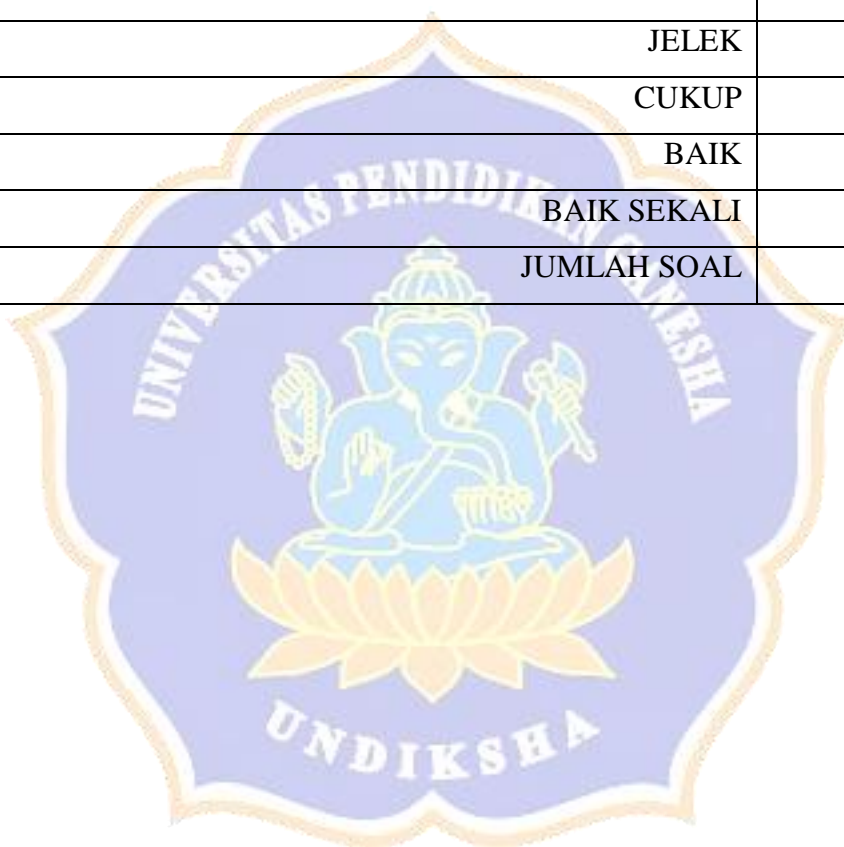 JELEK
CUKUP
BAIK
BAIK SEKALI
JUMLAH SOAL
UNIVERSITAS PENDIDIKAN GANESHA
UNDIKSHA